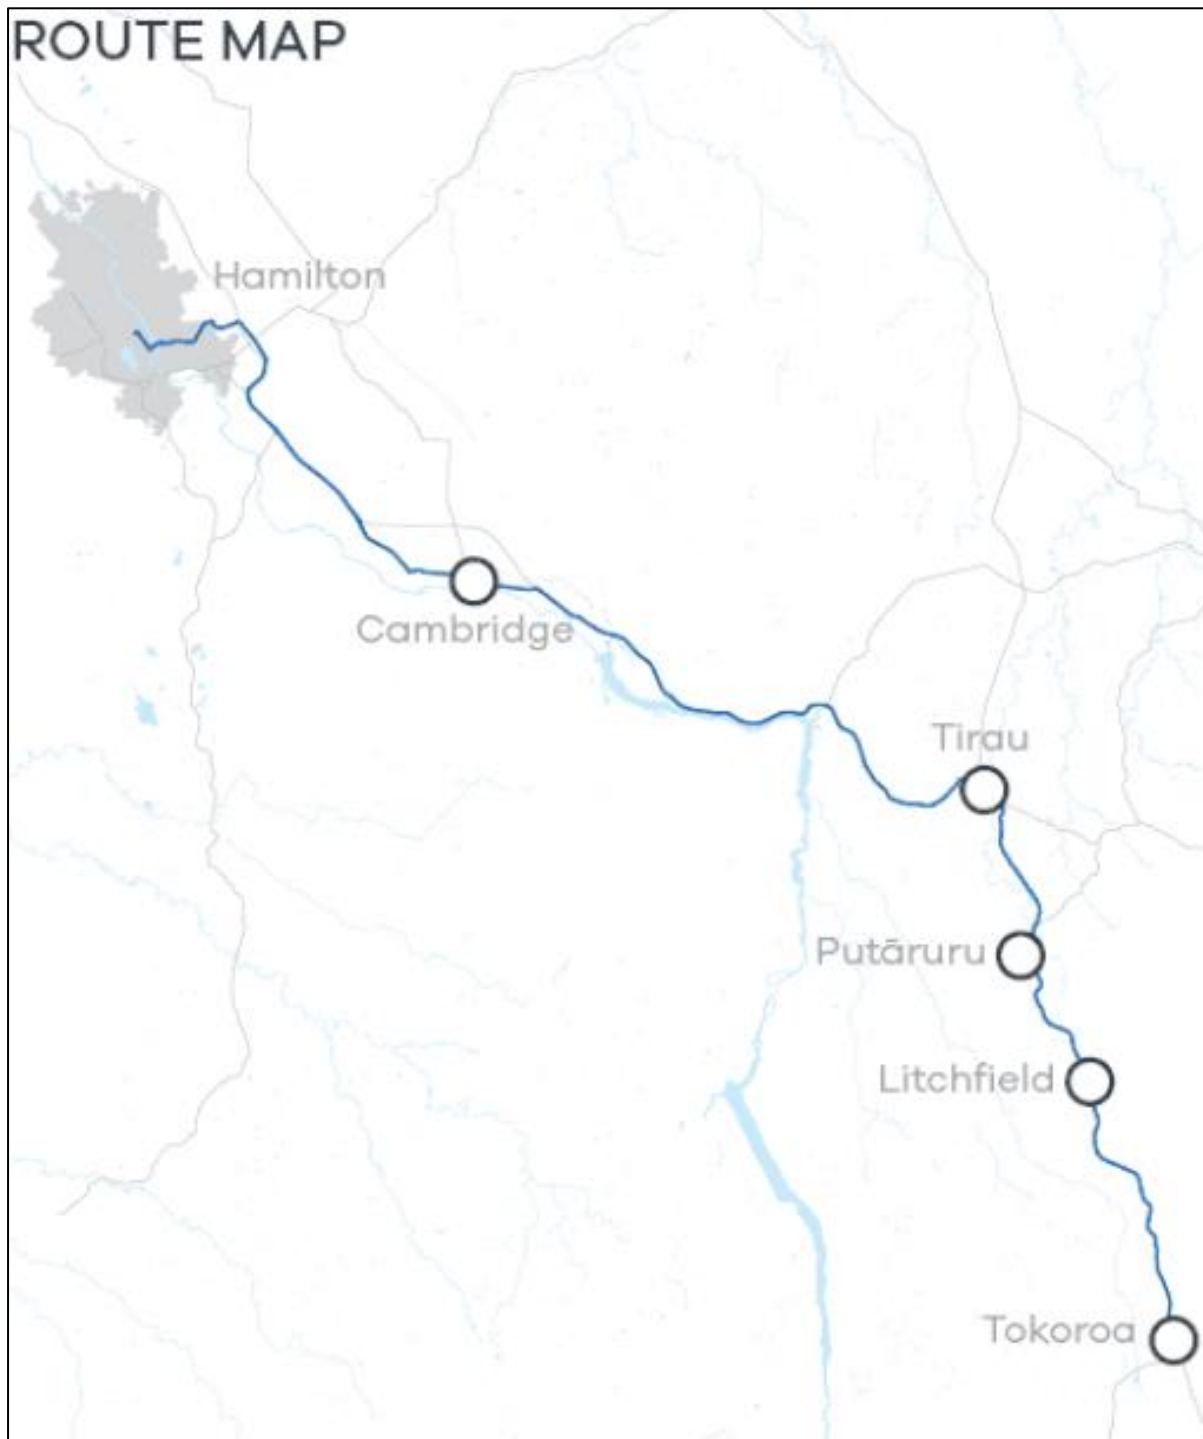 ROUTE MAP
Hamilton
Cambridge
Tirau
Putāruru
Litchfield
Tokoroa